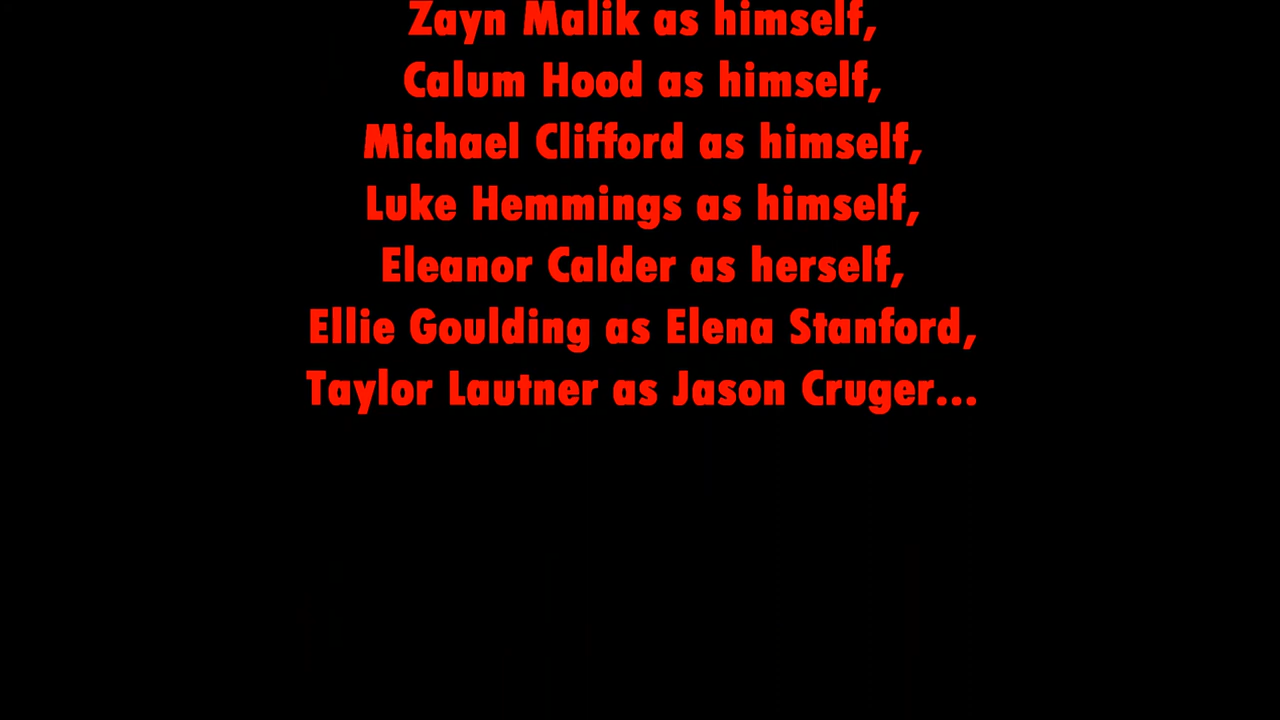 Zayn Malik as himself,
Calum Hood as himself,
Michael Clifford as himself,
Luke Hemmings as himself,
Eleanor Calder as herself,
Ellie Goulding as Elena Stanford,
Taylor Lautner as Jason Cruger...